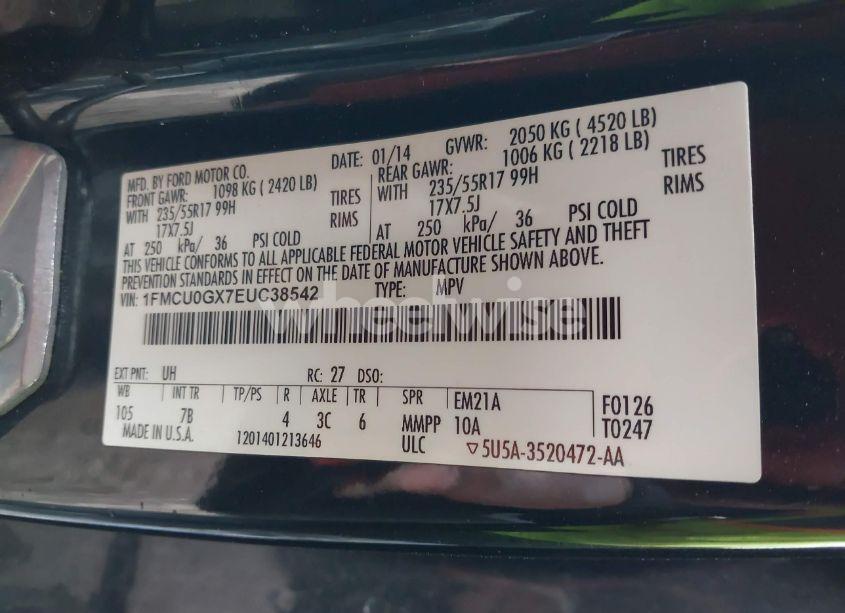 MFD. BY FORD MOTOR CO.
DATE: 01/14 GVWR: 2050 KG ( 4520 LB)
FRONT GAWR: 1098 KG ( 2420 LB) REAR GAWR: 1006 KG ( 2218 LB)
WITH 235/55R17 99H TIRES WITH 235/55R17 99H TIRES
17X7.5J RIMS 17X7.5J RIMS
AT 250 kPa/ 36 PSI COLD AT 250 kPa/ 36 PSI COLD
THIS VEHICLE CONFORMS TO ALL APPLICABLE FEDERAL MOTOR VEHICLE SAFETY AND THEFT
PREVENTION STANDARDS IN EFFECT ON THE DATE OF MANUFACTURE SHOWN ABOVE.
VIN: 1FMCU0GX7EUC38542 TYPE: MPV
Wheelwise
EXT PNT: UH RC: 27 DSO:
WB INT TR TP/PS R AXLE TR SPR EM21A F0126
105 7B 4 3C 6 MMPP 10A T0247
MADE IN U.S.A. 1201401213646 ULC ▽5U5A-3520472-AA